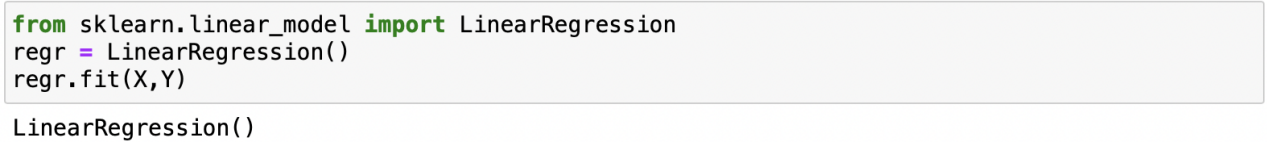 from sklearn.linear_model import LinearRegression
regr = LinearRegression()
regr.fit(X,Y)
LinearRegression()